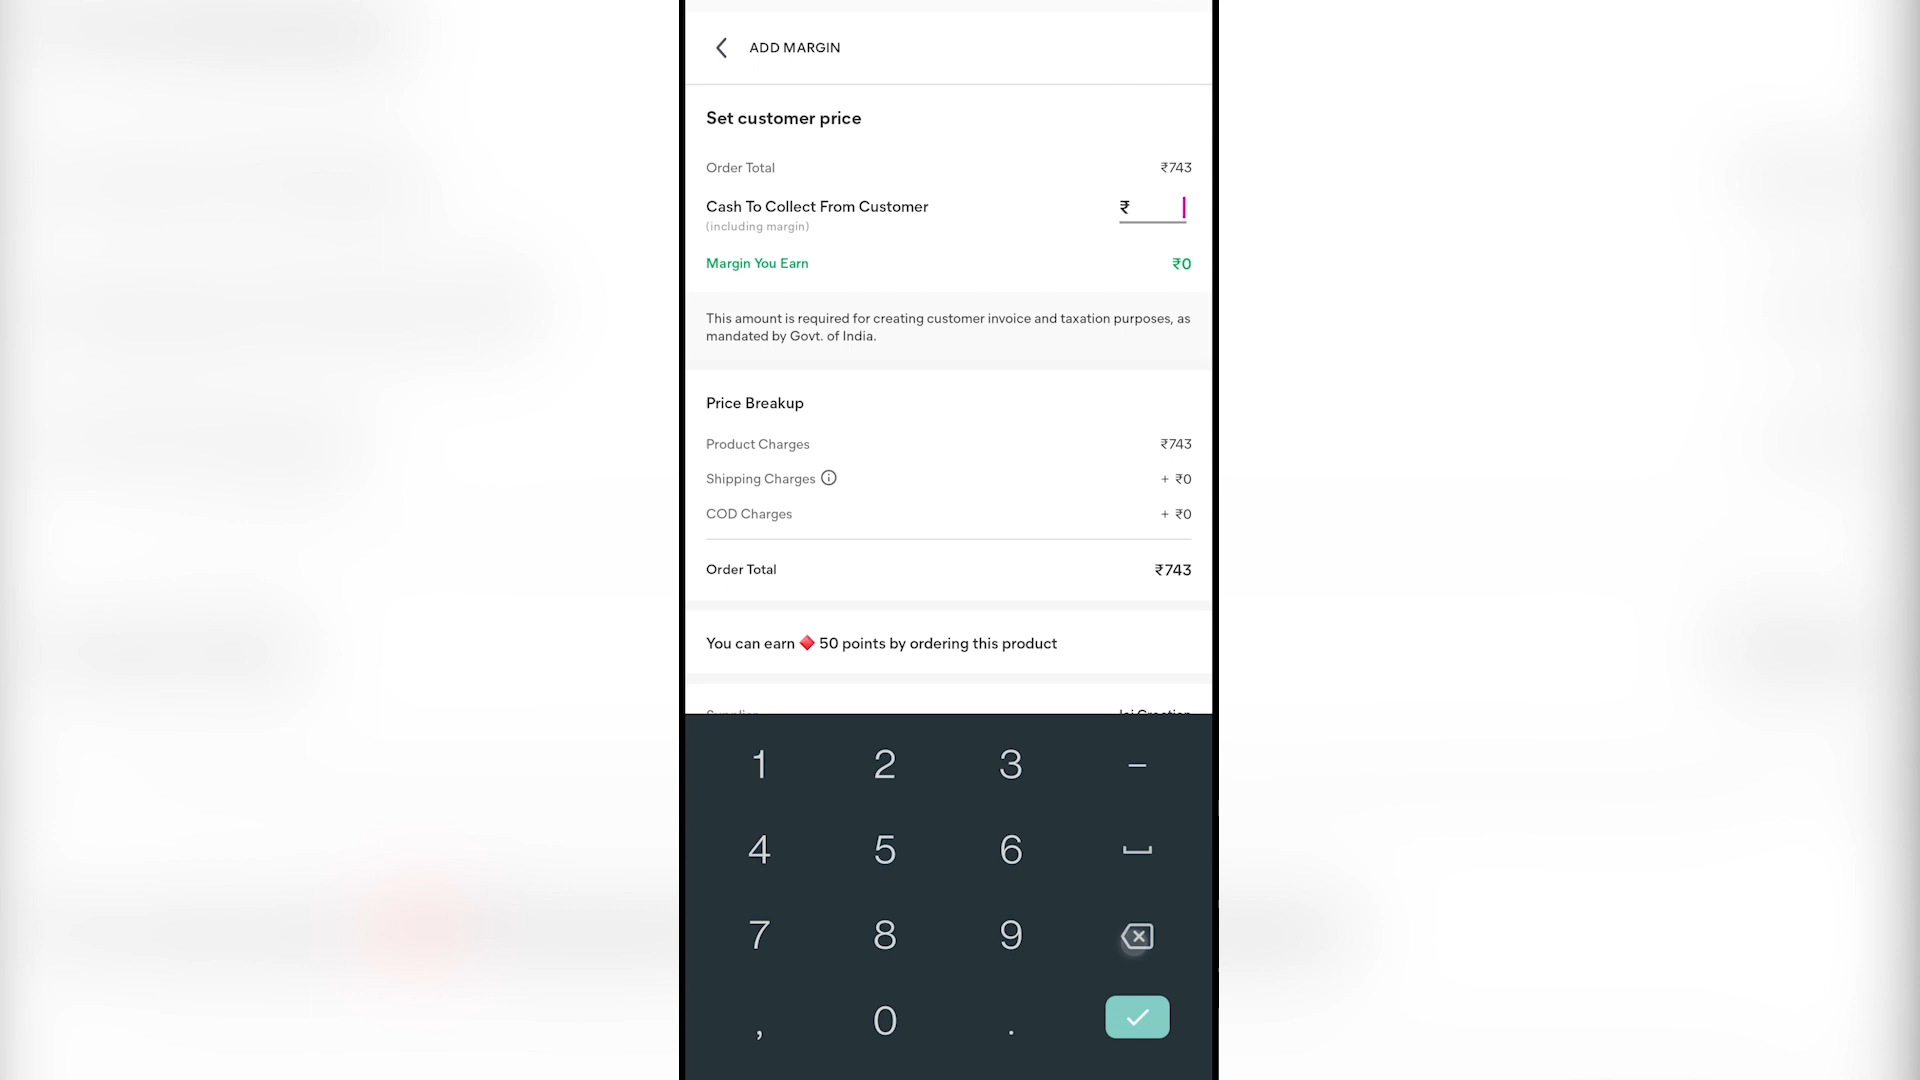 ADD MARGIN
Set customer price
Order Total ₹743
Cash To Collect From Customer ₹
(including margin)
Margin You Earn ₹0
This amount is required for creating customer invoice and taxation purposes, as
mandated by Govt. of India.
Price Breakup
Product Charges ₹743
Shipping Charges + ₹0
COD Charges + ₹0
Order Total ₹743
You can earn 50 points by ordering this product
1 2 3 –
4 5 6
7 8 9
, 0 .